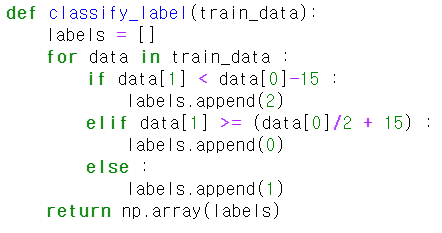 def classify_label(train_data):
    labels = []
    for data in train_data :
        if data[1] < data[0]-15 :
            labels.append(2)
        elif data[1] >= (data[0]/2 + 15) :
            labels.append(0)
        else :
            labels.append(1)
    return np.array(labels)